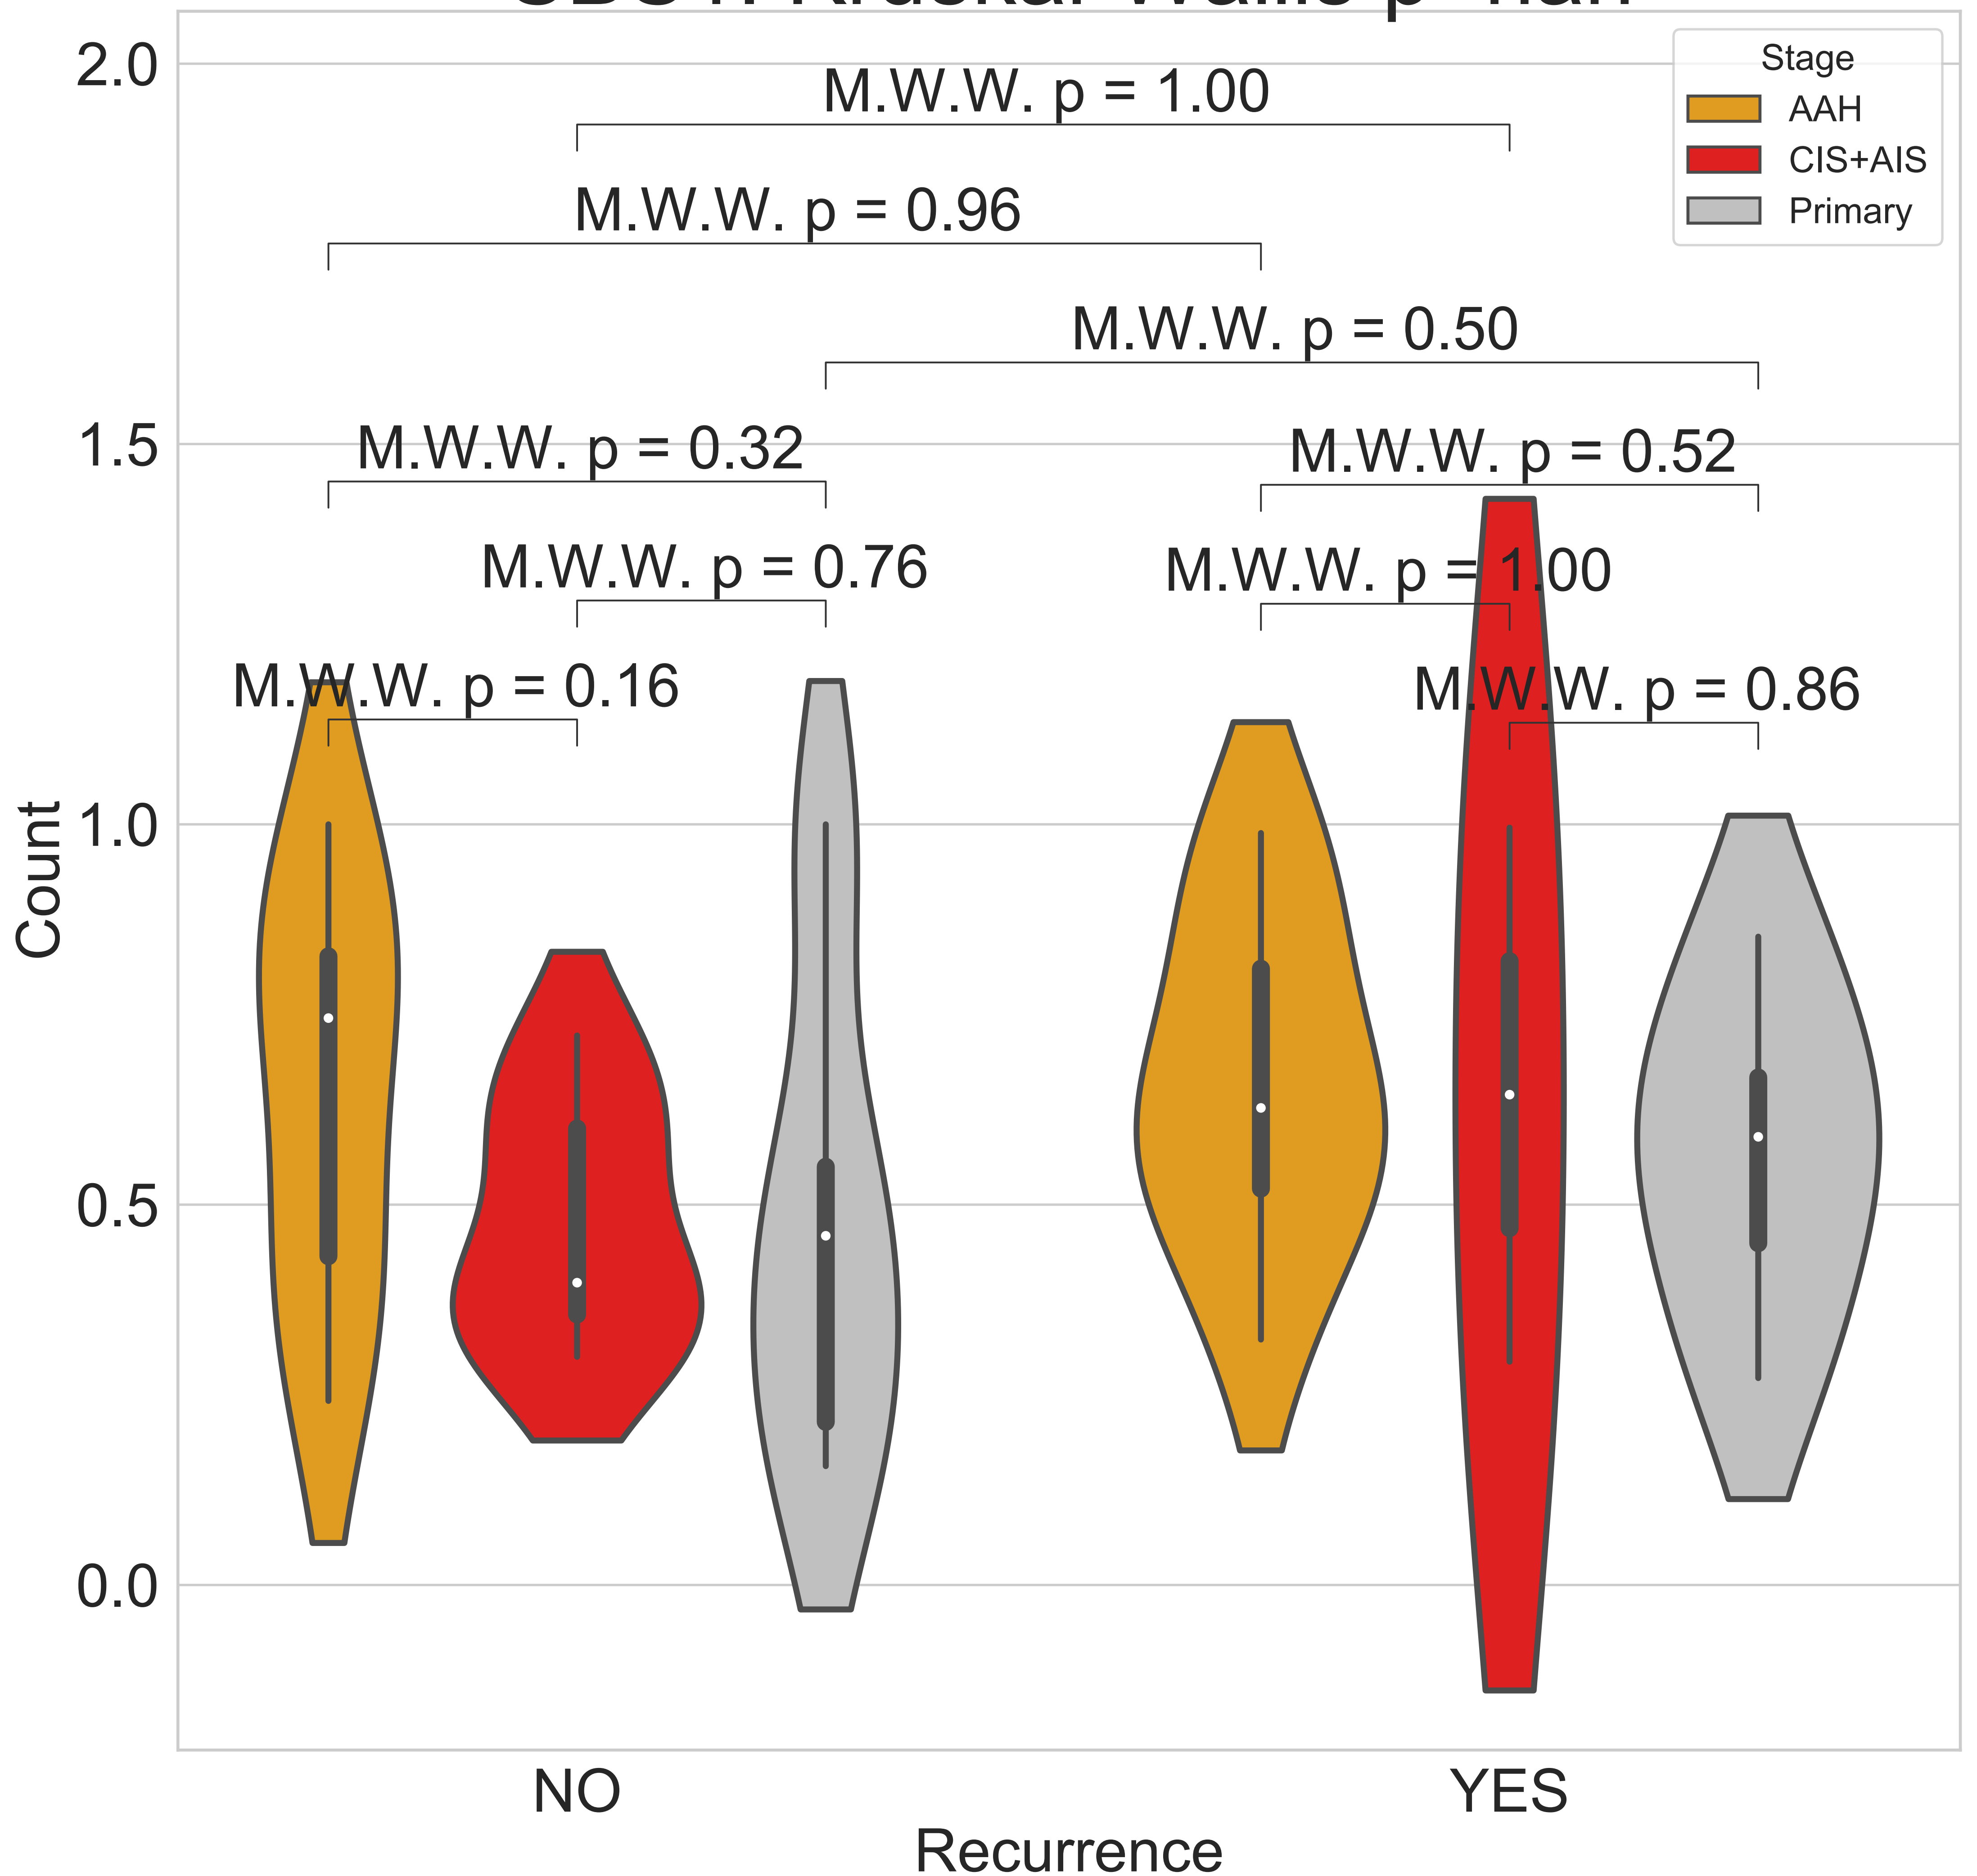 2.0
1.5
1.0
0.5
0.0
Count
M.W.W. p = 1.00
M.W.W. p = 0.96
M.W.W. p = 0.50
M.W.W. p = 0.32
M.W.W. p = 0.52
M.W.W. p = 0.76
M.W.W. p = 1.00
M.W.W. p = 0.16
M.W.W. p = 0.86
Stage
AAH
CIS+AIS
Primary
NO
YES
Recurrence